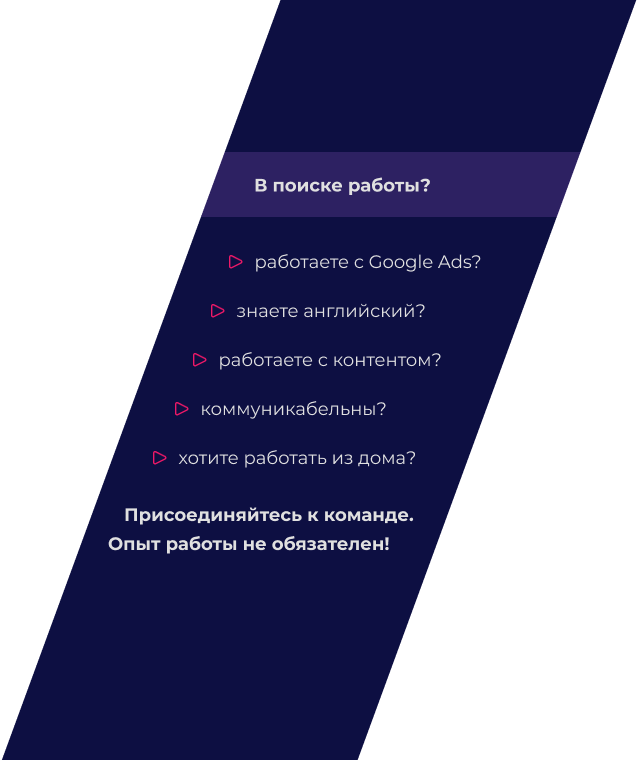 В поиске работы?
работаете с Google Ads?
знаете английский?
работаете с контентом?
коммуникабельны?
хотите работать из дома?
Присоединяйтесь к команде.
Опыт работы не обязателен!